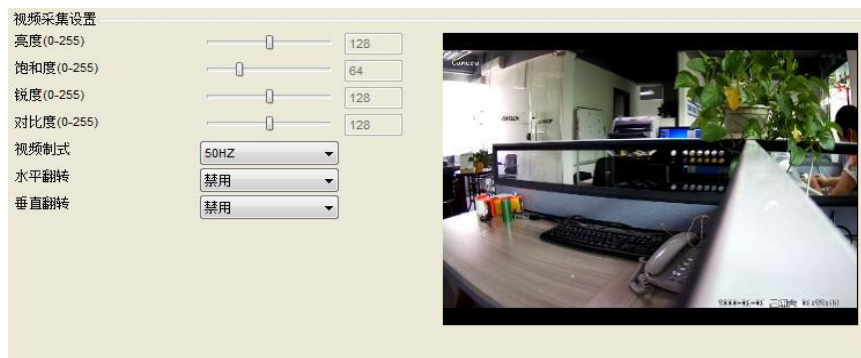 视频采集设置
亮度(0-255) 128
饱和度(0-255) 64
锐度(0-255) 128
对比度(0-255) 128
视频制式 50HZ
水平翻转 禁用
垂直翻转 禁用
Camera